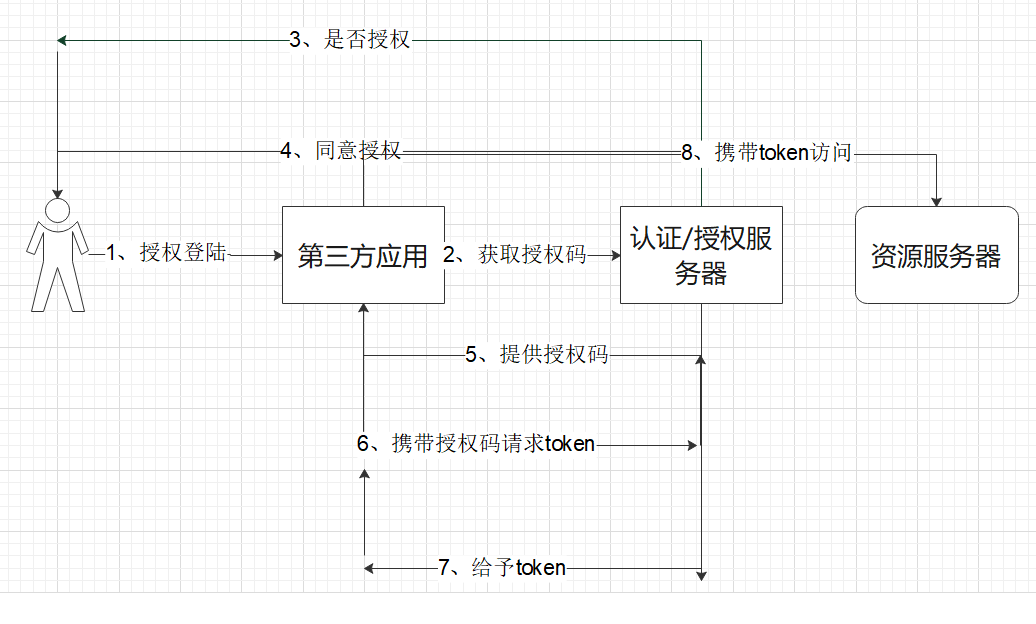 3、是否授权
4、同意授权
8、携带token访问
1、授权登陆
第三方应用
2、获取授权码
认证/授权服
务器
资源服务器
5、提供授权码
6、携带授权码请求token
7、给予token